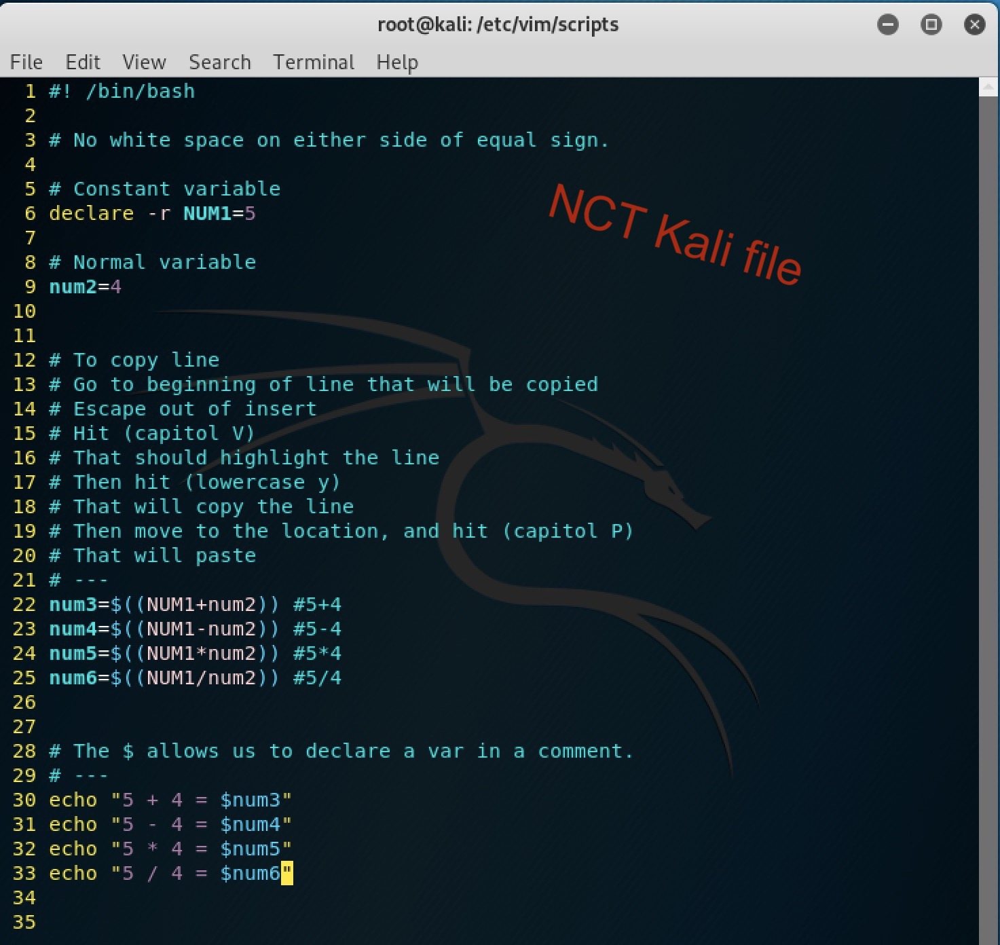 root@kali: /etc/vim/scripts
File Edit View Search Terminal Help
1 #! /bin/bash
2
3 # No white space on either side of equal sign.
4
5 # Constant variable
6 declare -r NUM1=5
7
8 # Normal variable
9 num2=4
10
11
12 # To copy line
13 # Go to beginning of line that will be copied
14 # Escape out of insert
15 # Hit (capitol V)
16 # That should highlight the line
17 # Then hit (lowercase y)
18 # That will copy the line
19 # Then move to the location, and hit (capitol P)
20 # That will paste
21 # ---
22 num3=$((NUM1+num2)) #5+4
23 num4=$((NUM1-num2)) #5-4
24 num5=$((NUM1*num2)) #5*4
25 num6=$((NUM1/num2)) #5/4
26
27
28 # The $ allows us to declare a var in a comment.
29 # ---
30 echo "5 + 4 = $num3"
31 echo "5 - 4 = $num4"
32 echo "5 * 4 = $num5"
33 echo "5 / 4 = $num6"
34
35
NCT Kali file